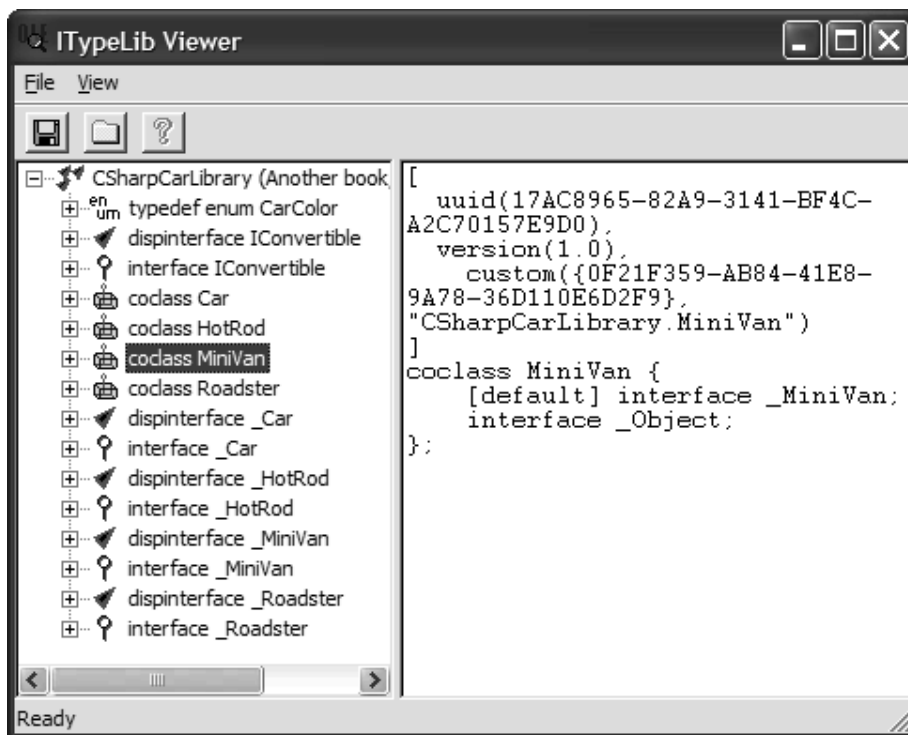 ITypeLib Viewer
File View
CSharpCarLibrary (Another book
typedef enum CarColor
dispinterface IConvertible
interface IConvertible
coclass Car
coclass HotRod
coclass MiniVan
coclass Roadster
dispinterface _Car
interface _Car
dispinterface _HotRod
interface _HotRod
dispinterface _MiniVan
interface _MiniVan
dispinterface _Roadster
interface _Roadster
[
uuid(17AC8965-82A9-3141-BF4C-
A2C70157E9D0),
version(1.0),
custom({0F21F359-AB84-41E8-
9A78-36D110E6D2F9},
"CSharpCarLibrary.MiniVan")
]
coclass MiniVan {
[default] interface _MiniVan;
interface _Object;
};
Ready